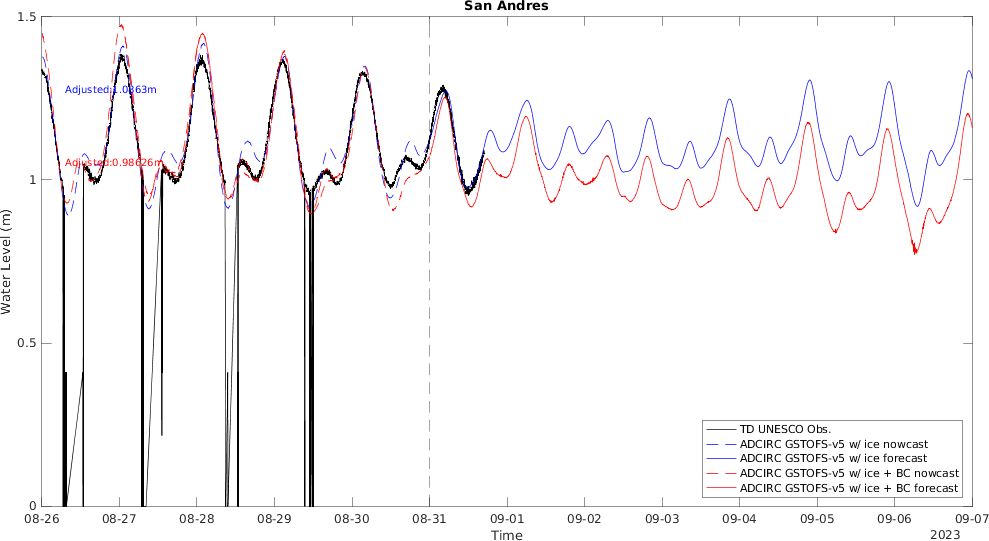 San Andres
1.5
Adjusted:1.0363m
Adjusted:0.98626m
1
Water Level (m)
0.5
0
TD UNESCO Obs.
ADCIRC GSTOFS-v5 w/ ice nowcast
ADCIRC GSTOFS-v5 w/ ice forecast
ADCIRC GSTOFS-v5 w/ ice + BC nowcast
ADCIRC GSTOFS-v5 w/ ice + BC forecast
08-26 08-27 08-28 08-29 08-30 08-31 09-01 09-02 09-03 09-04 09-05 09-06 09-07
Time
2023